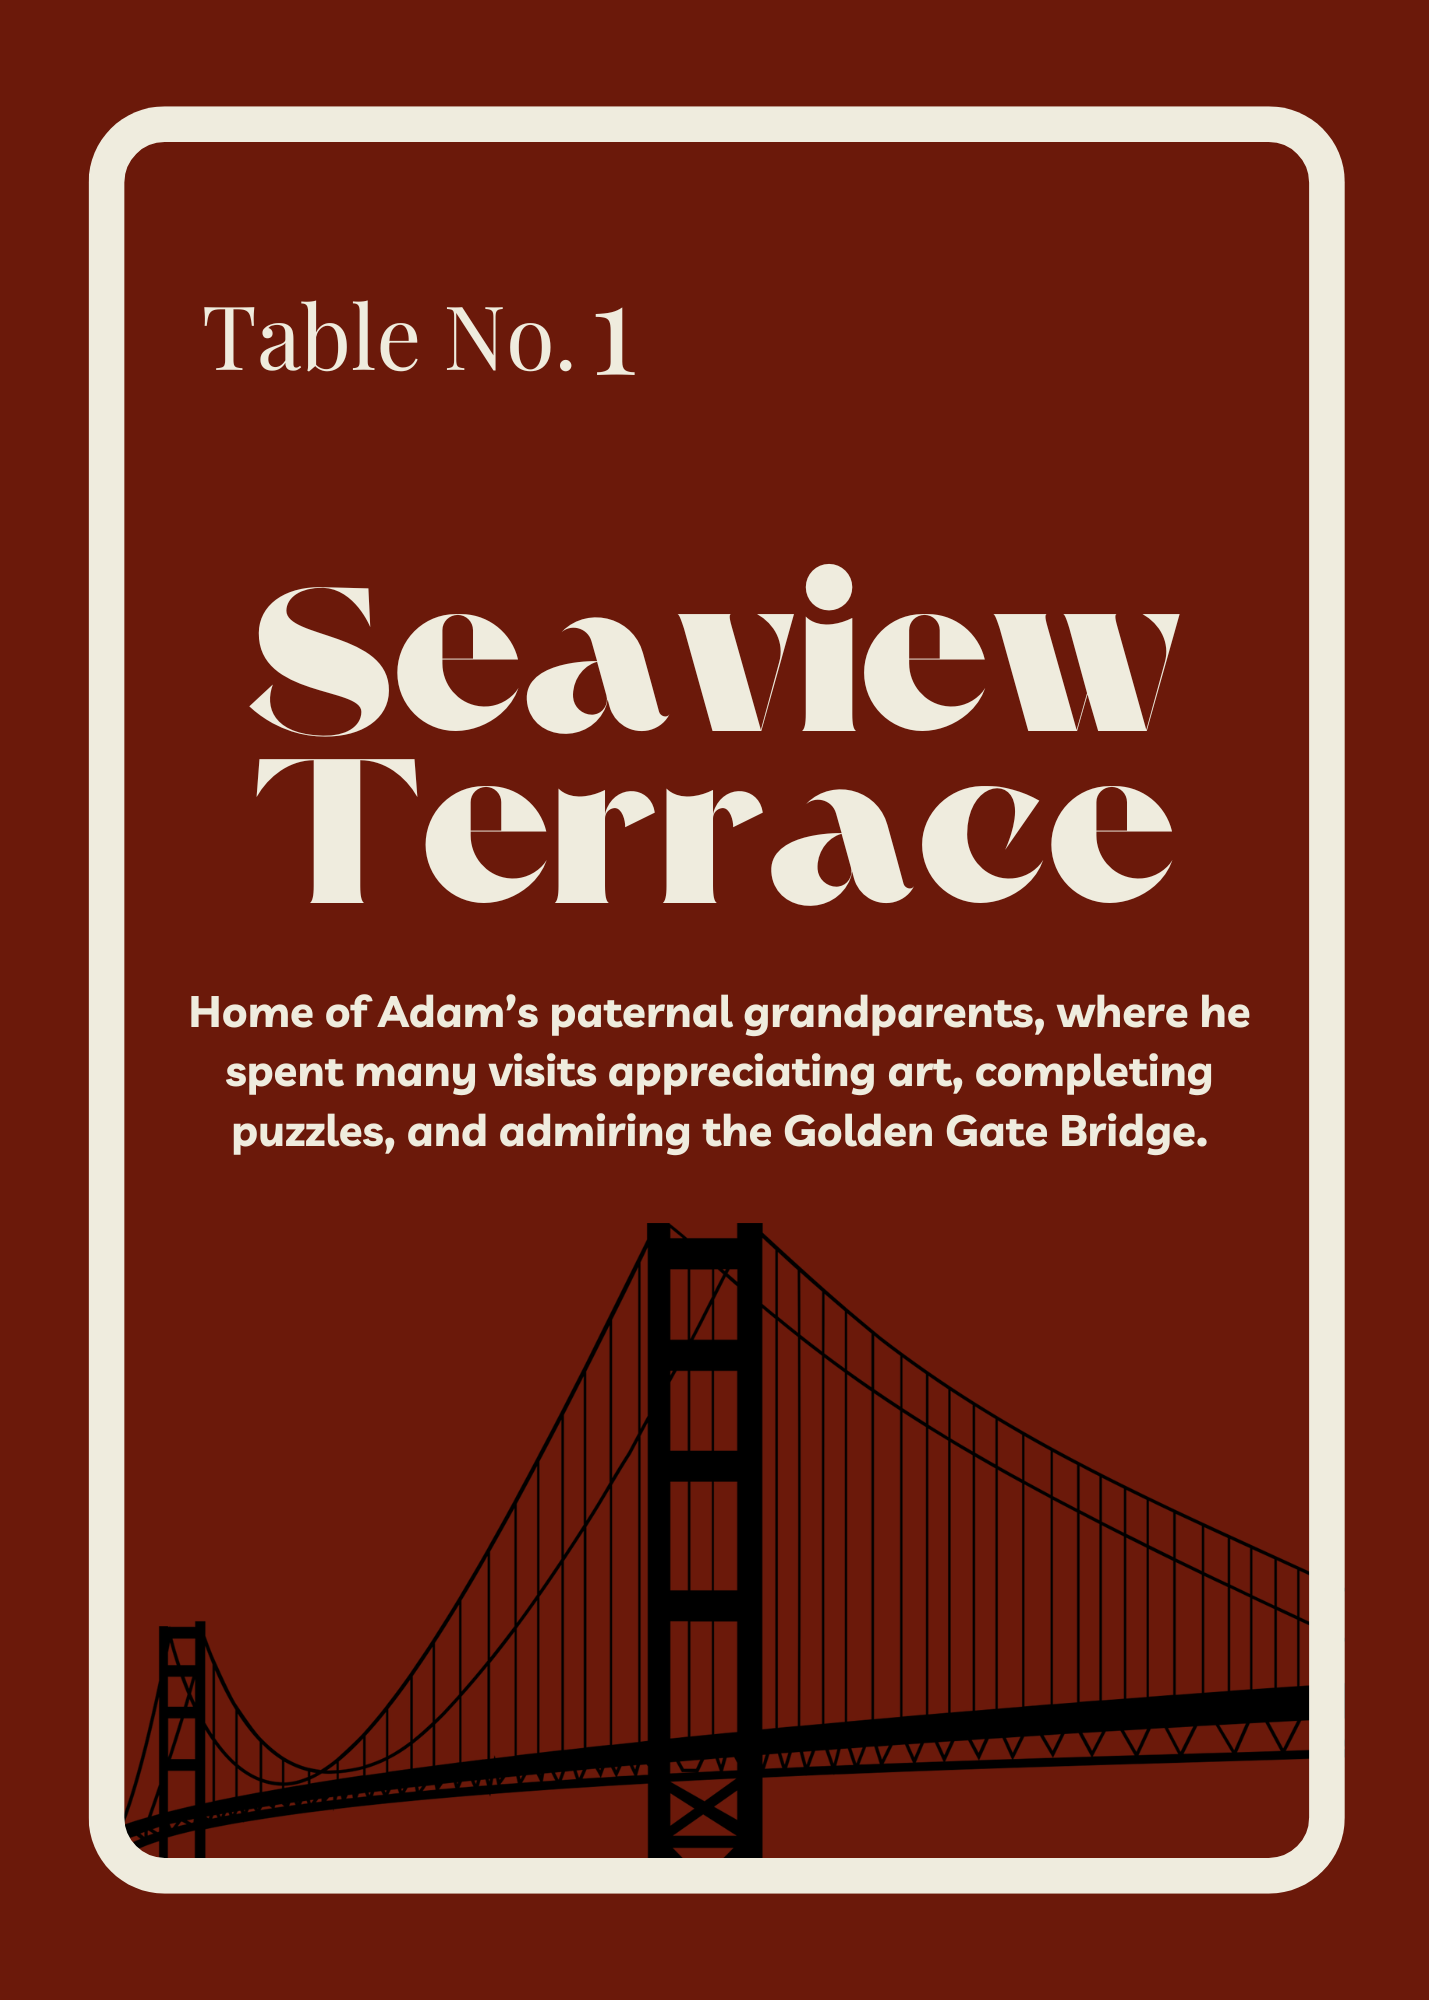 Table No. 1
Seaview
Terrace
Home of Adam’s paternal grandparents, where he
spent many visits appreciating art, completing
puzzles, and admiring the Golden Gate Bridge.